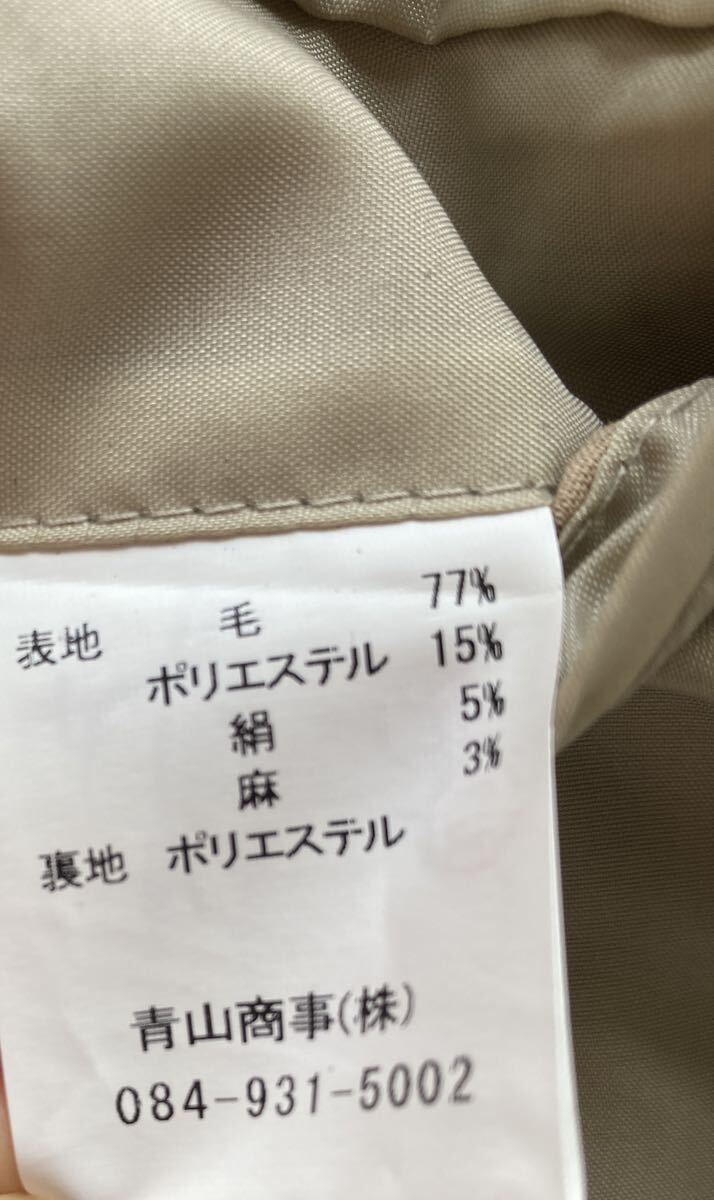 表地 毛 77%
ポリエステル 15%
絹 5%
麻 3%
裏地 ポリエステル
青山商事(株)
084-931-5002